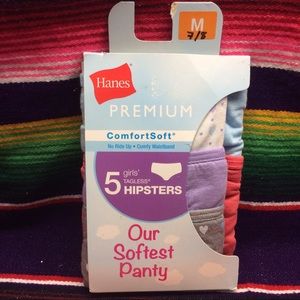 M
7/8
Hanes
PREMIUM
ComfortSoft®
No Ride Up • Comfy Waistband
5 girls'
TAGLESS®
HIPSTERS
Our
Softest
Panty